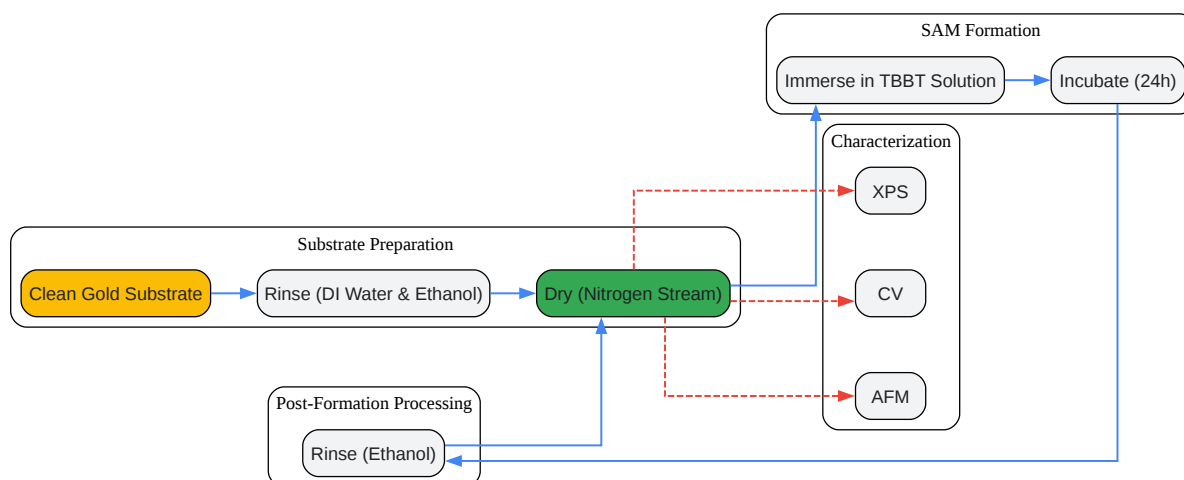 SAM Formation
Immerse in TBBT Solution
Incubate (24h)
Characterization
XPS
CV
AFM
Substrate Preparation
Clean Gold Substrate
Rinse (DI Water & Ethanol)
Dry (Nitrogen Stream)
Post-Formation Processing
Rinse (Ethanol)